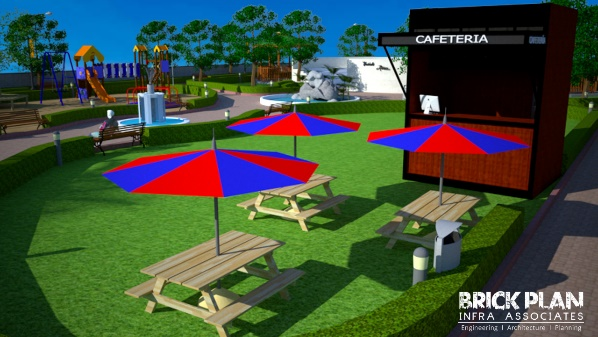 CAFETERIA
BRICK PLAN
INFRA ASSOCIATES
Engineering | Architecture | Planning